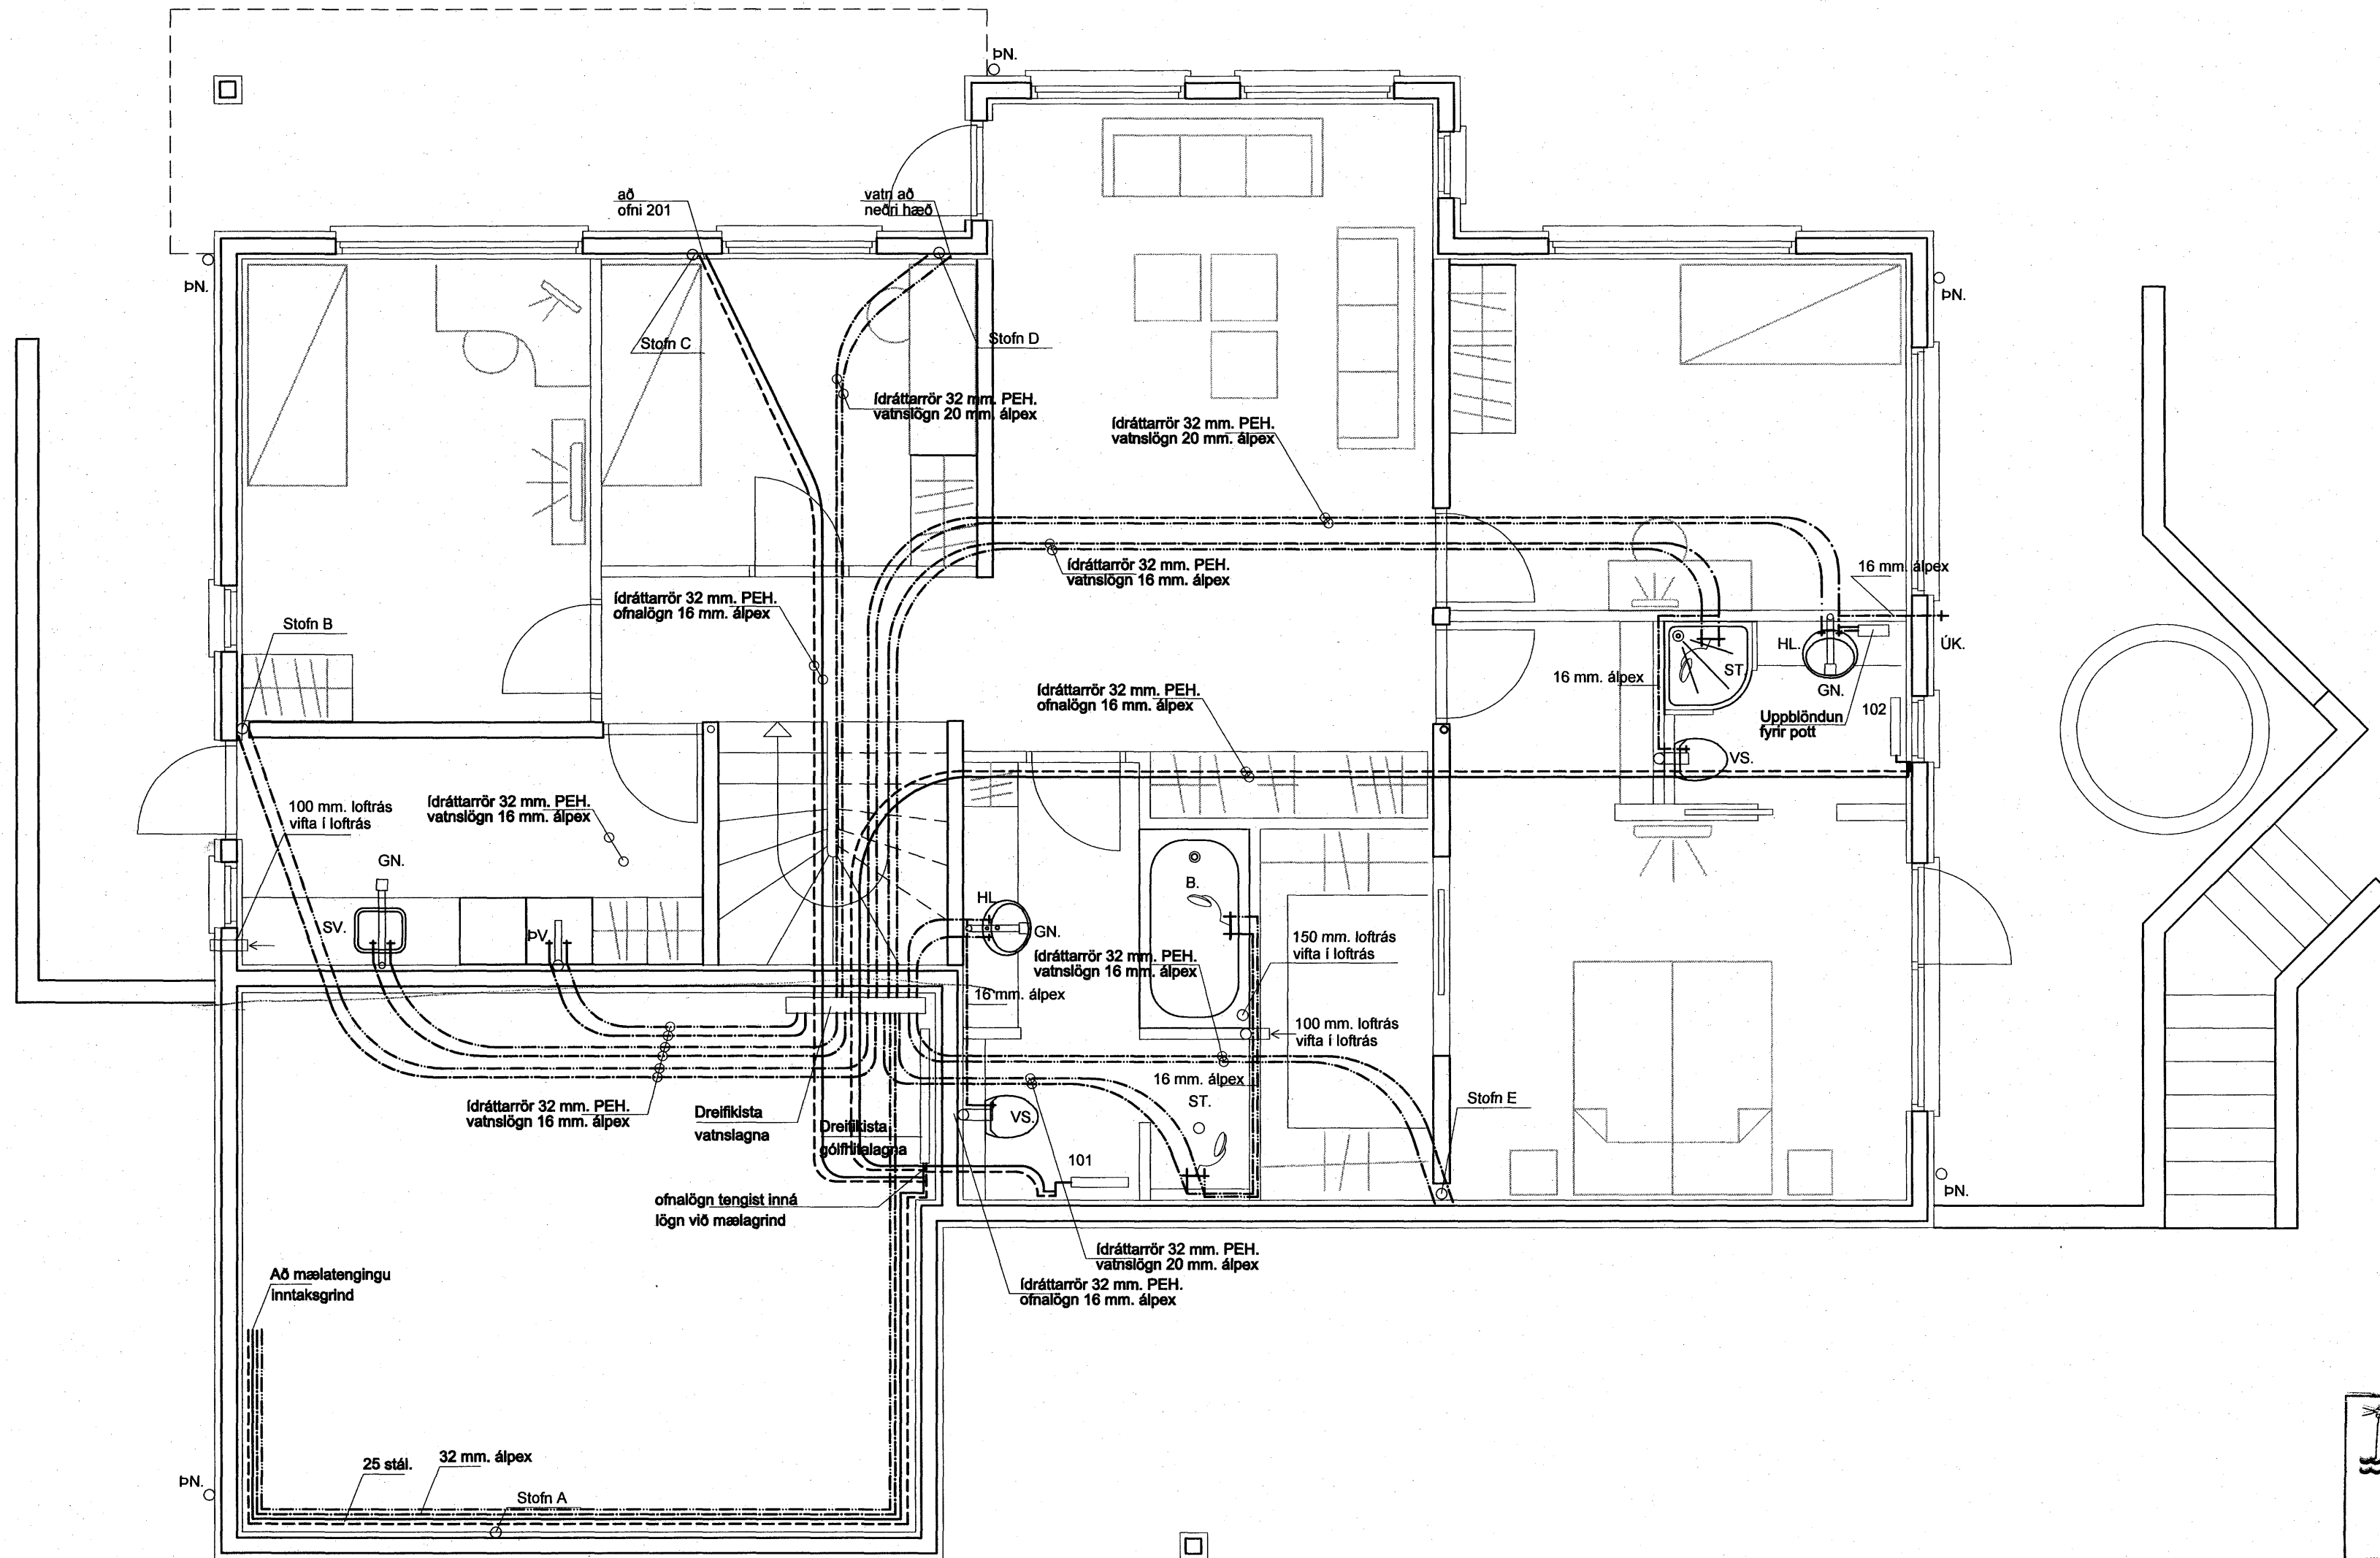 ÞN.
að
ofni 201
vatn að
neðri hæð
ÞN.
ÞN.
Stofn C
Stofn D
ídráttarrör 32 mm. PEH.
vatnslögn 20 mm. álpex
ídráttarrör 32 mm. PEH.
vatnslögn 20 mm. álpex
ídráttarrör 32 mm. PEH.
vatnslögn 16 mm. álpex
16 mm. álpex
ídráttarrör 32 mm. PEH.
ofnalögn 16 mm. álpex
Stofn B
HL.
ÚK.
ST.
16 mm. álpex
GN.
ídráttarrör 32 mm. PEH.
ofnalögn 16 mm. álpex
102
Uppblöndun
fyrir pott
VS.
100 mm. loftrás
vifta í loftrás
ídráttarrör 32 mm. PEH.
vatnslögn 16 mm. álpex
GN.
B.
HL.
SV.
ÞV.
GN.
150 mm. loftrás
vifta í loftrás
ídráttarrör 32 mm. PEH.
vatnslögn 16 mm. álpex
16 mm. álpex
100 mm. loftrás
vifta í loftrás
16 mm. álpex
ídráttarrör 32 mm. PEH.
vatnslögn 16 mm. álpex
Dreifikista
vatnslagna
Dreifikista
gólfhitalagna
VS.
ST.
Stofn E
101
ÞN.
ofnalögn tengist inná
lögn við mælagrind
ídráttarrör 32 mm. PEH.
vatnslögn 20 mm. álpex
ídráttarrör 32 mm. PEH.
ofnalögn 16 mm. álpex
Að mælatengingu
inntaksgrind
25 stál.
32 mm. álpex
ÞN.
Stofn A